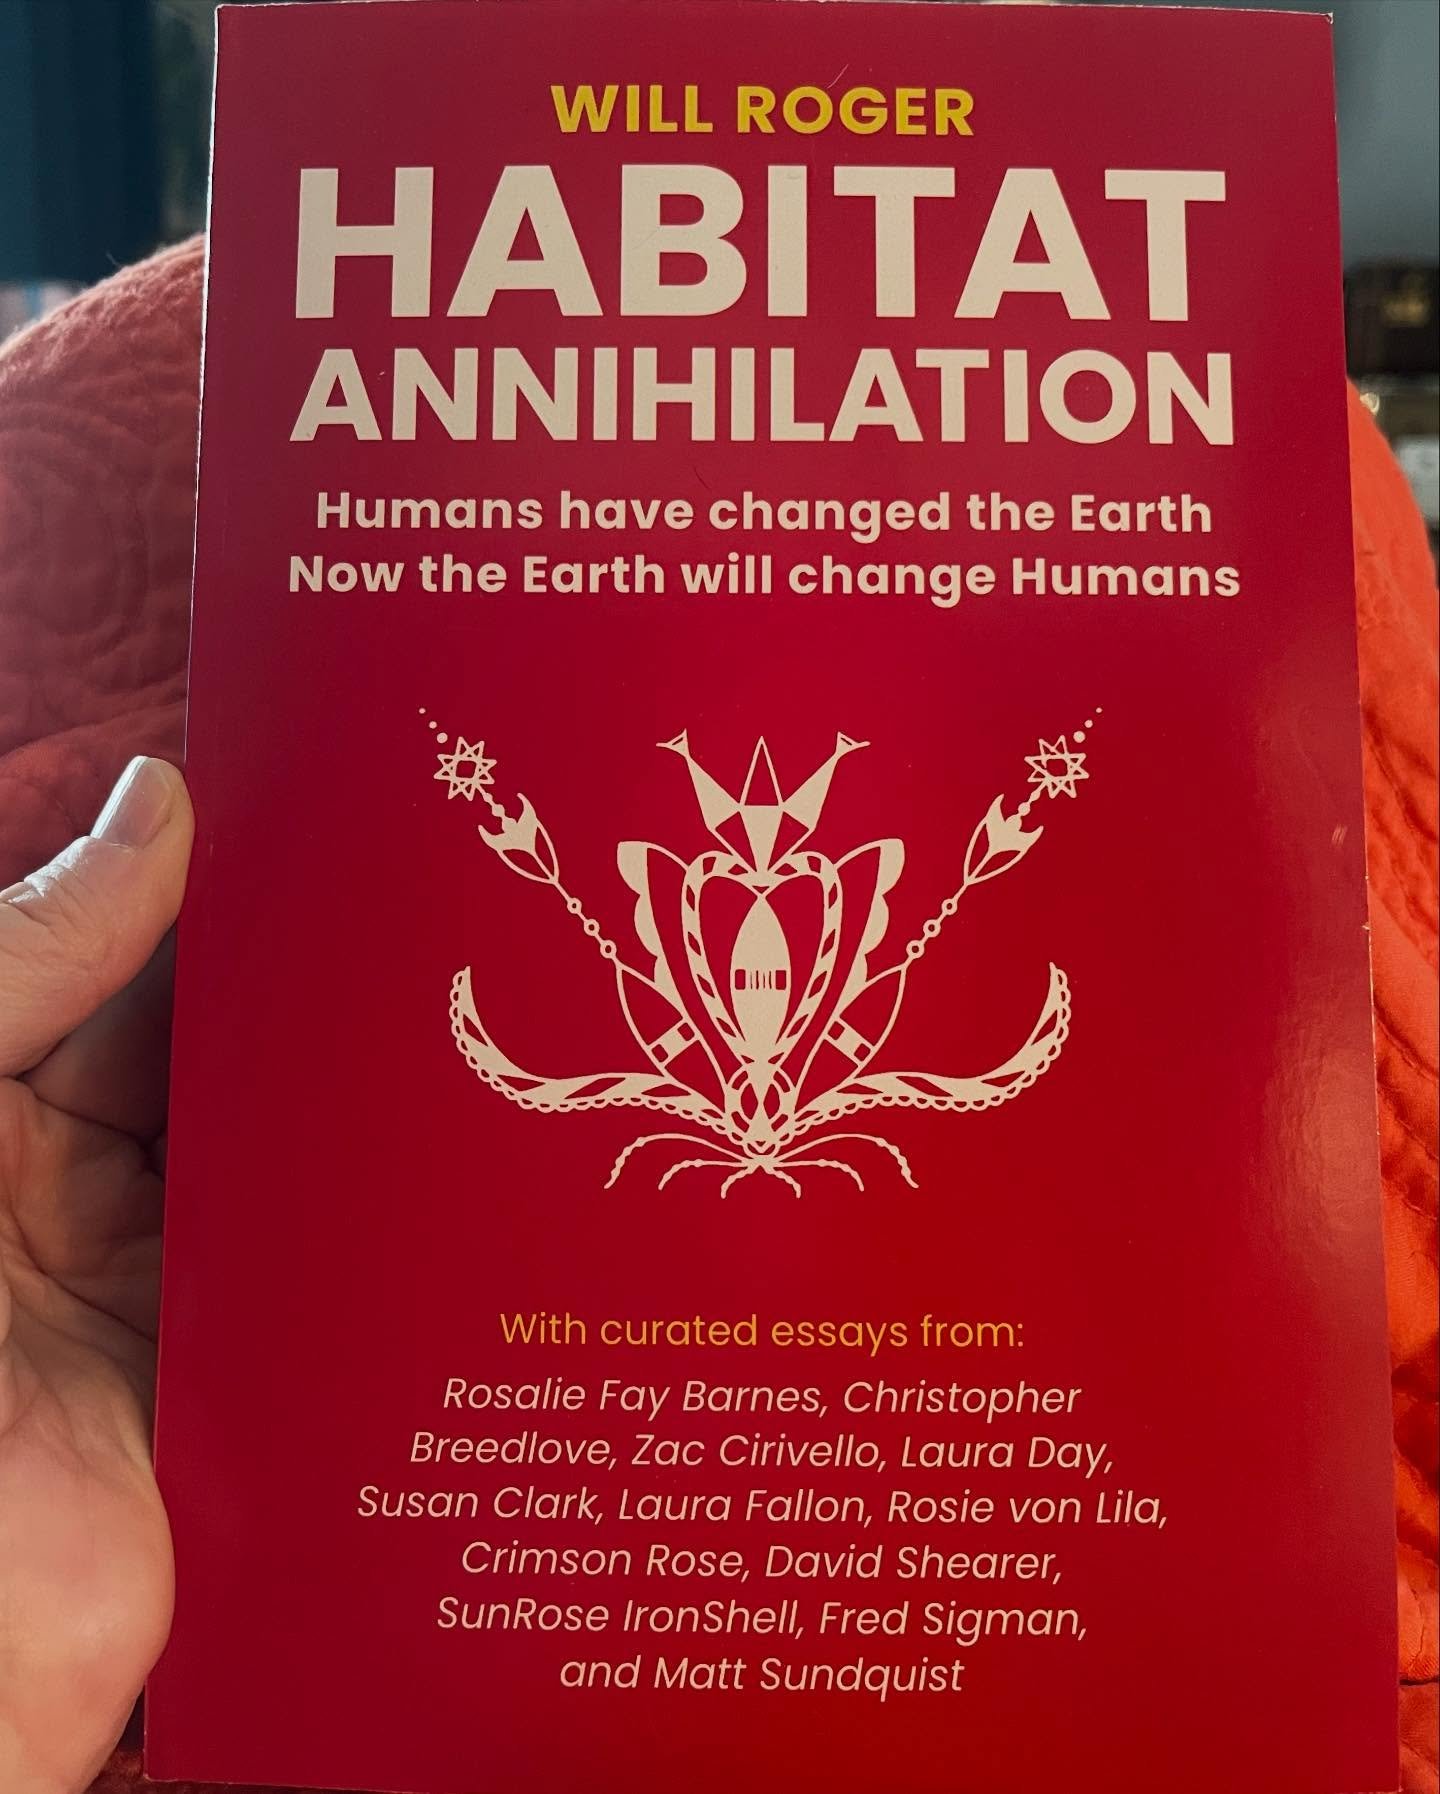 WILL ROGER
HABITAT
ANNIHILATION
Humans have changed the Earth
Now the Earth will change Humans
With curated essays from:
Rosalie Fay Barnes, Christopher
Breedlove, Zac Cirivello, Laura Day,
Susan Clark, Laura Fallon, Rosie von Lila,
Crimson Rose, David Shearer,
SunRose IronShell, Fred Sigman,
and Matt Sundquist